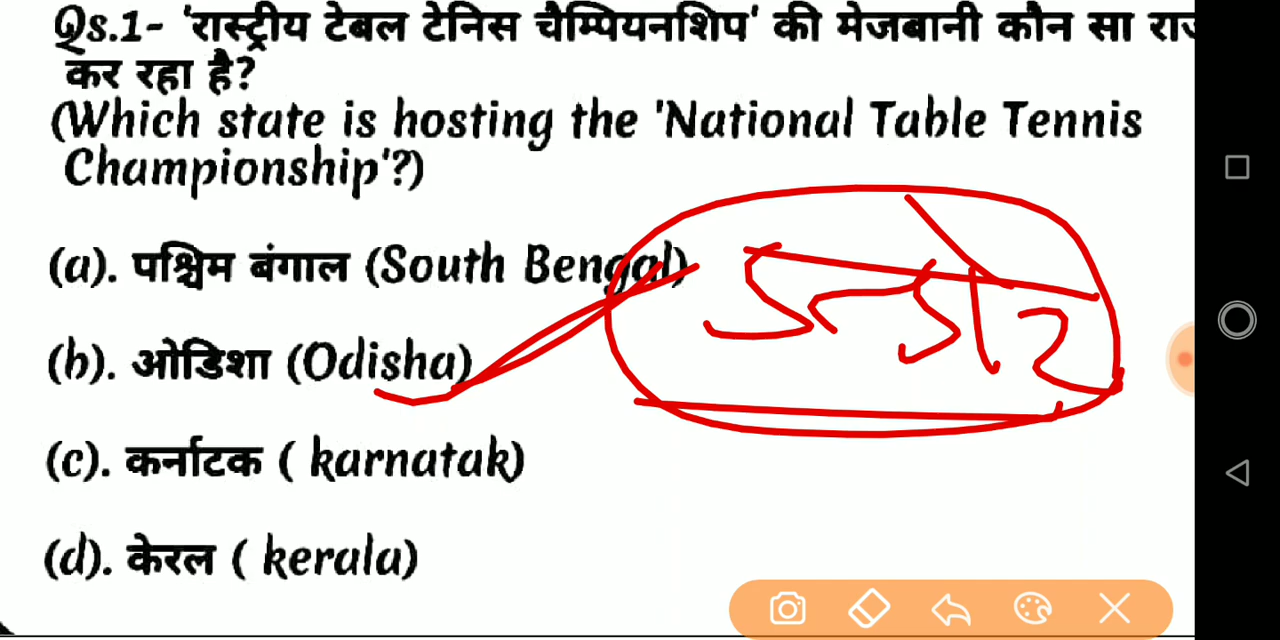 Qs.1- 'रास्ट्रीय टेबल टेनिस चैम्पियनशिप' की मेजबानी कौन सा
कर रहा है?
(Which state is hosting the 'National Table Tennis
Championship'?)
(a). पश्चिम बंगाल (South Bengal)
(b). ओडिशा (Odisha)
(c). कर्नाटक ( karnatak)
(d). केरल ( kerala)